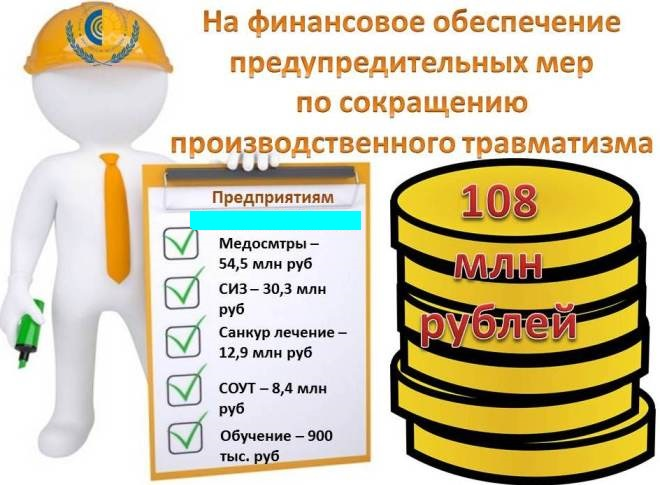 На финансовое обеспечение
предупредительных мер
по сокращению
производственного травматизма
Предприятиям
Медосмтры –
54,5 млн руб
СИЗ – 30,3 млн
руб
Санкур лечение –
12,9 млн руб
СОУТ – 8,4 млн
руб
Обучение – 900
тыс. руб
108
млн
рублей